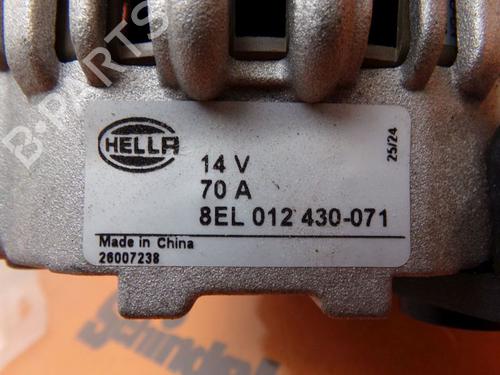 B-PARTS
HELLA
14 V
70 A
8EL 012 430-071
25/24
Made in China
26007238